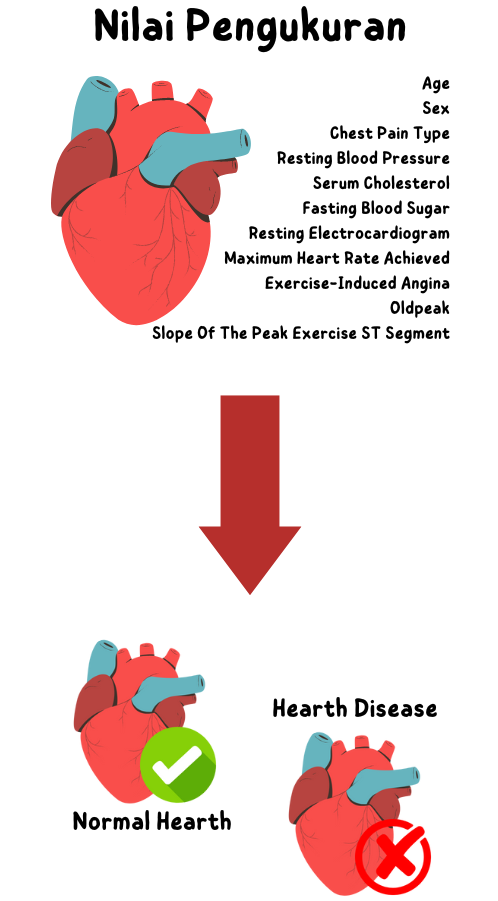 Nilai Pengukuran
Age
Sex
Chest Pain Type
Resting Blood Pressure
Serum Cholesterol
Fasting Blood Sugar
Resting Electrocardiogram
Maximum Heart Rate Achieved
Exercise-Induced Angina
Oldpeak
Slope Of The Peak Exercise ST Segment
Hearth Disease
Normal Hearth